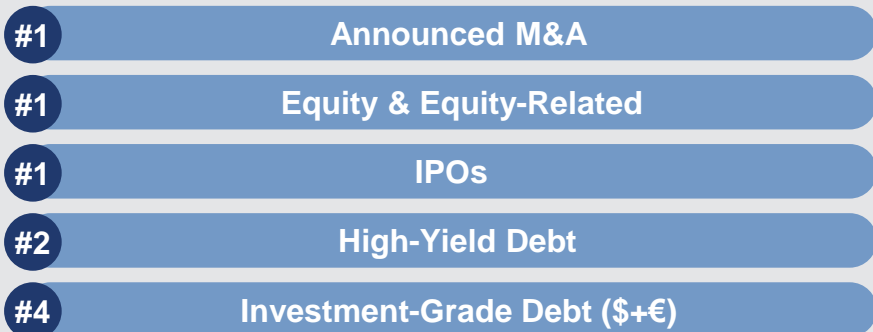 #1 Announced M&A
#1 Equity & Equity-Related
#1 IPOs
#2 High-Yield Debt
#4 Investment-Grade Debt ($+€)